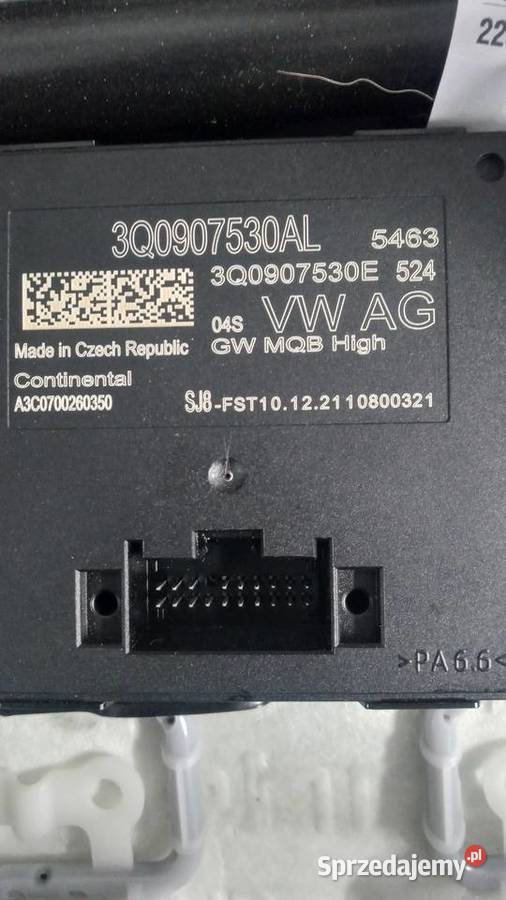 22
3Q0907530AL 5463
3Q0907530E 524
04S VW AG
Made in Czech Republic GW MQB High
Continental
A3C0700260350 SJ8-FST10.12.2110800321
>PA6.6<
Sprzedajemy.pl